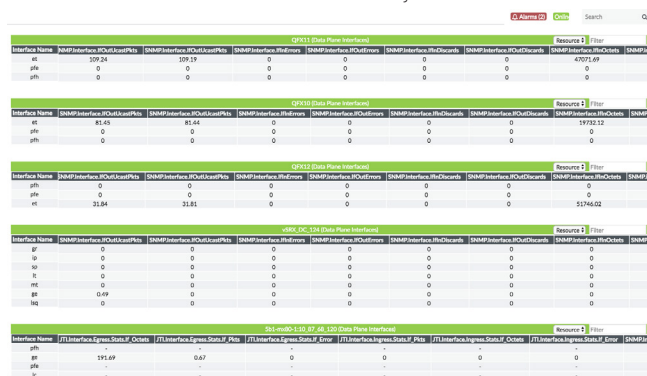 Alarms (2) Onlin Search
QFX11 (Data Plane Interfaces) Resource Filter
Interface Name NMP.Interface.IfOutUcastPkts SNMP.Interface.IfOutUcastPkts SNMP.Interface.IfInErrors SNMP.Interface.IfOutErrors SNMP.Interface.IfInDiscards SNMP.Interface.IfOutDiscards SNMP.Interface.IfInOctets SNMP.I
et 109.24 109.19 0 0 0 0 47071.69
pfe 0 0 0 0 0 0 0
pfh 0 0 0 0 0 0 0
QFX10 (Data Plane Interfaces) Resource Filter
Interface Name SNMP.Interface.IfOutUcastPkts SNMP.Interface.IfOutUcastPkts SNMP.Interface.IfInErrors SNMP.Interface.IfOutErrors SNMP.Interface.IfInDiscards SNMP.Interface.IfOutDiscards SNMP.Interface.IfInOctets SNMP
et 81.45 81.44 0 0 0 0 19732.12
pfe 0 0 0 0 0 0 0
pfh 0 0 0 0 0 0 0
QFX12 (Data Plane Interfaces) Resource Filter
Interface Name NMP.Interface.IfOutUcastPkts SNMP.Interface.IfOutUcastPkts SNMP.Interface.IfInErrors SNMP.Interface.IfOutErrors SNMP.Interface.IfInDiscards SNMP.Interface.IfOutDiscards SNMP.Interface.IfInOctets SNMP
pfh 0 0 0 0 0 0 0
pfe 0 0 0 0 0 0 0
et 31.84 31.81 0 0 0 0 51746.02
vSRX_DC_124 (Data Plane Interfaces) Resource Filter
Interface Name SNMP.Interface.IfOutUcastPkts SNMP.Interface.IfOutUcastPkts SNMP.Interface.IfInErrors SNMP.Interface.IfOutErrors SNMP.Interface.IfInDiscards SNMP.Interface.IfOutDiscards SNMP.Interface.IfInOctets SNMP
gr 0 0 0 0 0 0 0
ip 0 0 0 0 0 0 0
sp 0 0 0 0 0 0 0
lt 0 0 0 0 0 0 0
mt 0 0 0 0 0 0 0
ge 0.49 0 0 0 0 0 0
lsq 0 0 0 0 0 0 0
5b1-mx80-1:10_87_68_120 (Data Plane Interfaces) Resource Filter
Interface Name JTI.Interface.Egress.Stats.If_Octets JTI.Interface.Egress.Stats.If_Pkts JTI.Interface.Egress.Stats.If_Error JTI.Interface.Ingress.Stats.If_Pkts JTI.Interface.Ingress.Stats.If_Octets JTI.Interface.Ingress.Stats.If_Error SNMP.I
pfh - - - - - -
ge 191.69 0.67 0 0 0 0
pfe - - - - - -
lc - - - - - -